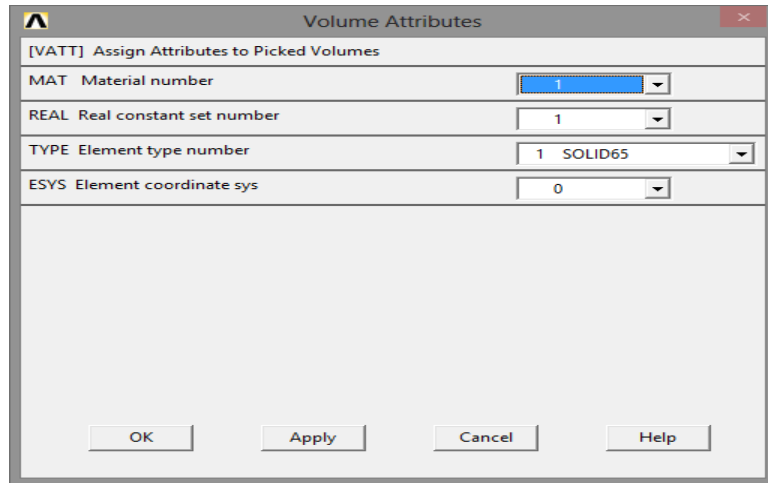 Volume Attributes
[VATT] Assign Attributes to Picked Volumes
MAT Material number 1
REAL Real constant set number 1
TYPE Element type number 1 SOLID65
ESYS Element coordinate sys 0
OK Apply Cancel Help